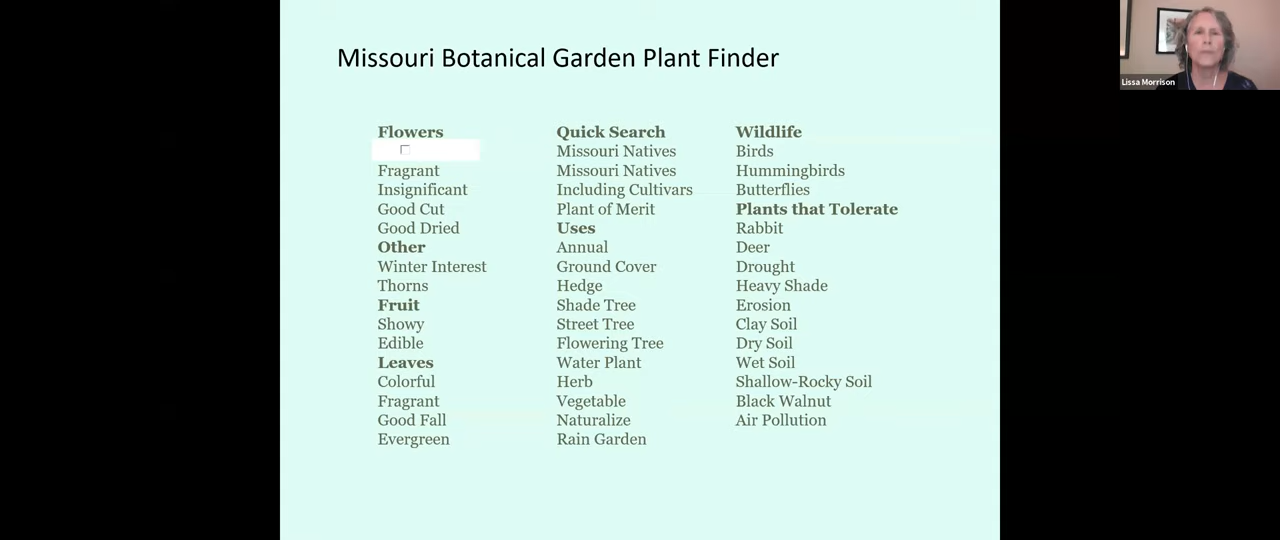 Missouri Botanical Garden Plant Finder
Lissa Morrison
Flowers
Fragrant
Insignificant
Good Cut
Good Dried
Other
Winter Interest
Thorns
Fruit
Showy
Edible
Leaves
Colorful
Fragrant
Good Fall
Evergreen
Quick Search
Missouri Natives
Missouri Natives
Including Cultivars
Plant of Merit
Uses
Annual
Ground Cover
Hedge
Shade Tree
Street Tree
Flowering Tree
Water Plant
Herb
Vegetable
Naturalize
Rain Garden
Wildlife
Birds
Hummingbirds
Butterflies
Plants that Tolerate
Rabbit
Deer
Drought
Heavy Shade
Erosion
Clay Soil
Dry Soil
Wet Soil
Shallow-Rocky Soil
Black Walnut
Air Pollution